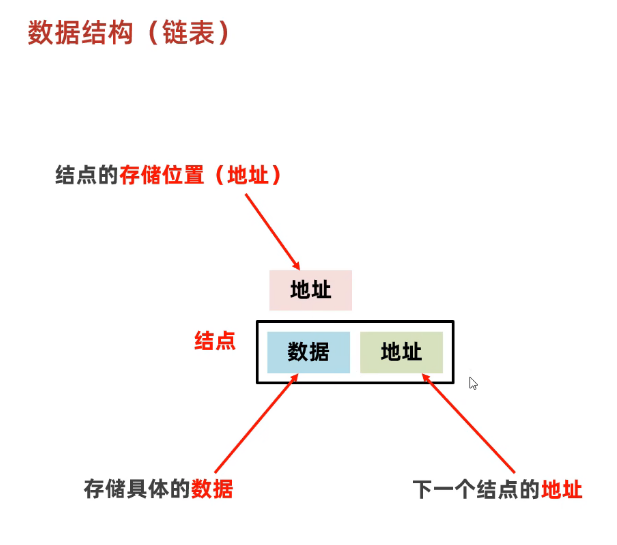 数据结构（链表）
结点的存储位置（地址）
地址
结点
数据 地址
存储具体的数据 下一个结点的地址